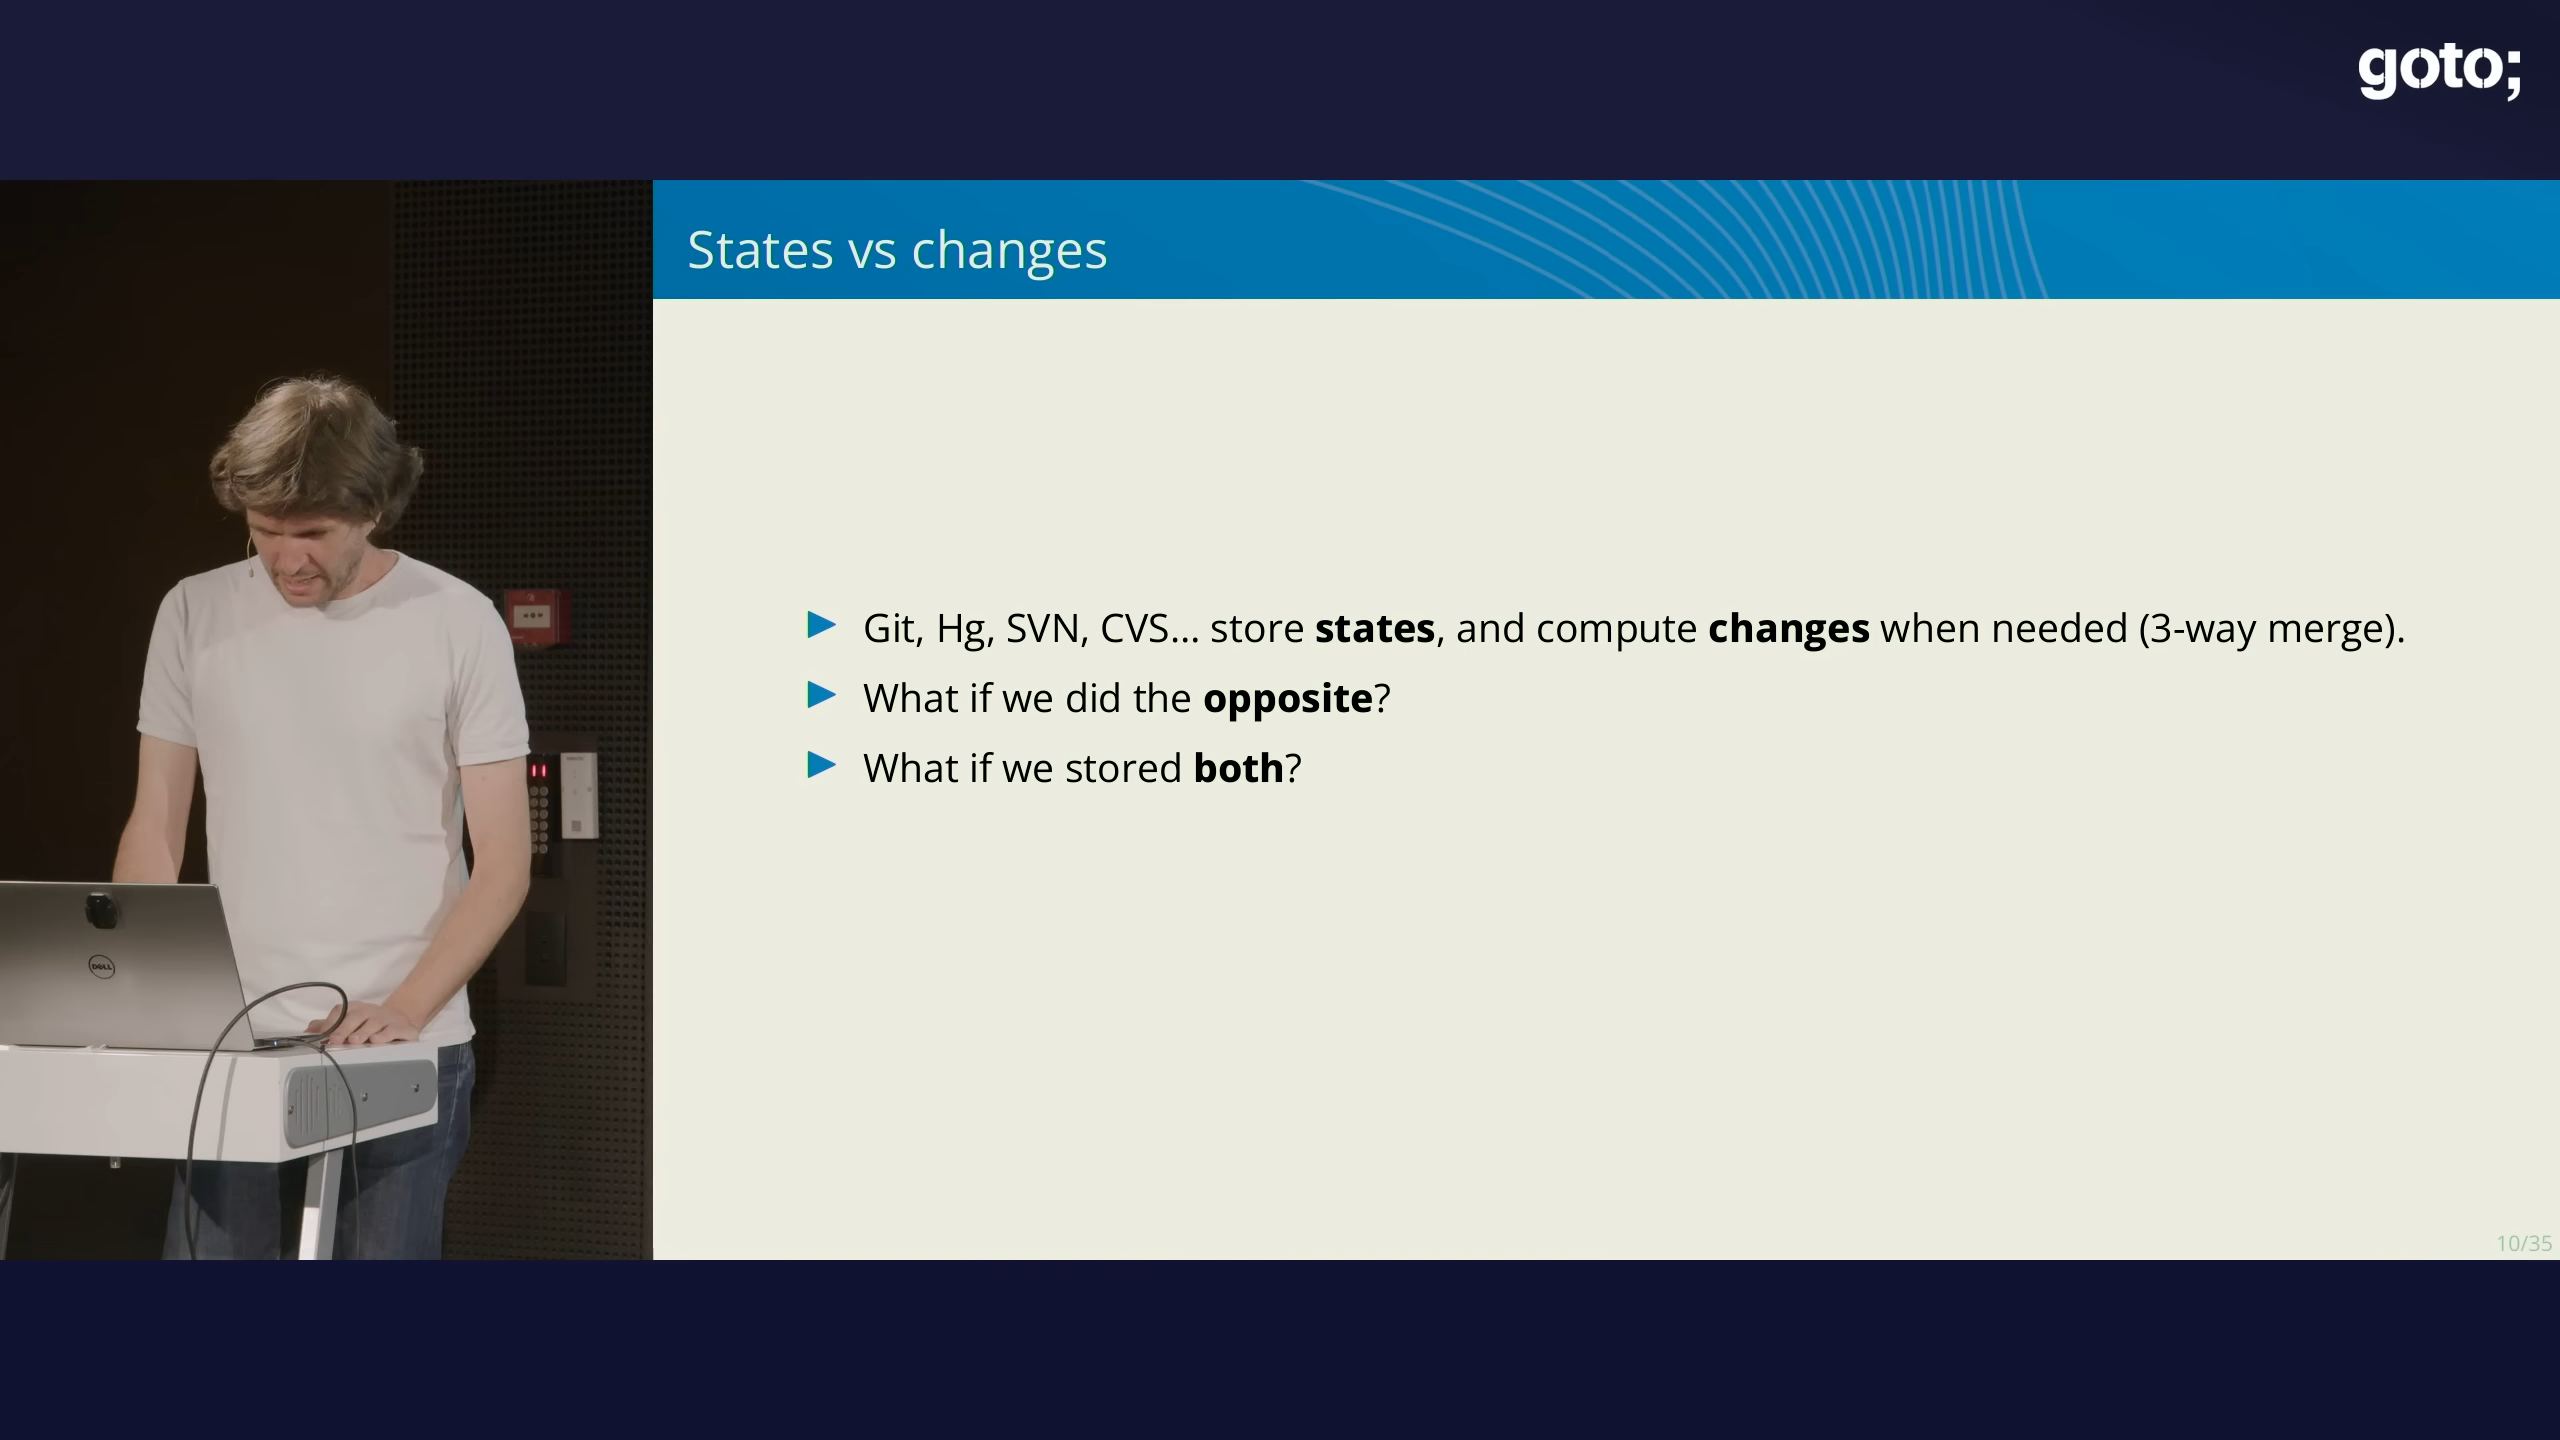 goto;
States vs changes
Git, Hg, SVN, CVS... store states, and compute changes when needed (3-way merge).
What if we did the opposite?
What if we stored both?
DELL
10/35